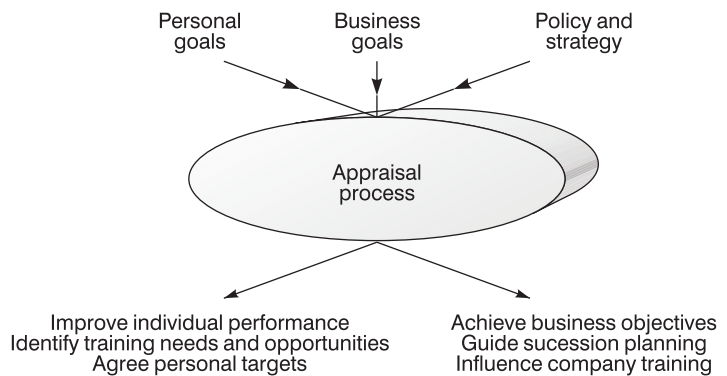 Personal
goals
Business
goals
Policy and
strategy
Appraisal
process
Improve individual performance
Identify training needs and opportunities
Agree personal targets
Achieve business objectives
Guide sucession planning
Influence company training